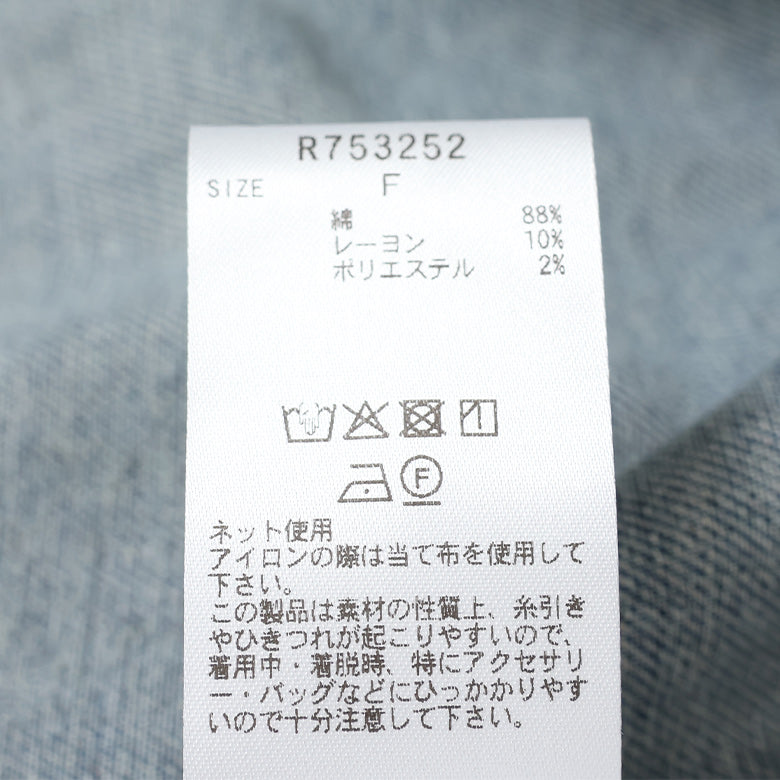 R753252
SIZE F
綿 88%
レーヨン 10%
ポリエステル 2%
F
ネット使用
アイロンの際は当て布を使用して
下さい。
この製品は素材の性質上、糸引き
やひきつれが起こりやすいので、
着用中・着脱時、特にアクセサリ
ー・バッグなどにひっかかりやす
いので十分注意して下さい。